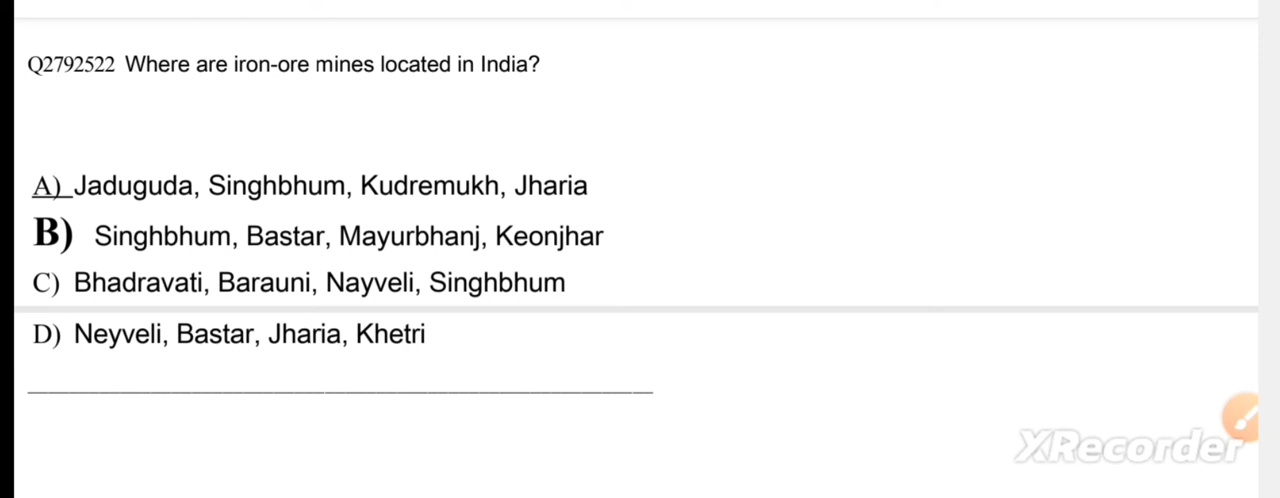 Q2792522 Where are iron-ore mines located in India?
A) Jaduguda, Singhbhum, Kudremukh, Jharia
B) Singhbhum, Bastar, Mayurbhanj, Keonjhar
C) Bhadravati, Barauni, Nayveli, Singhbhum
D) Neyveli, Bastar, Jharia, Khetri
XRecorder